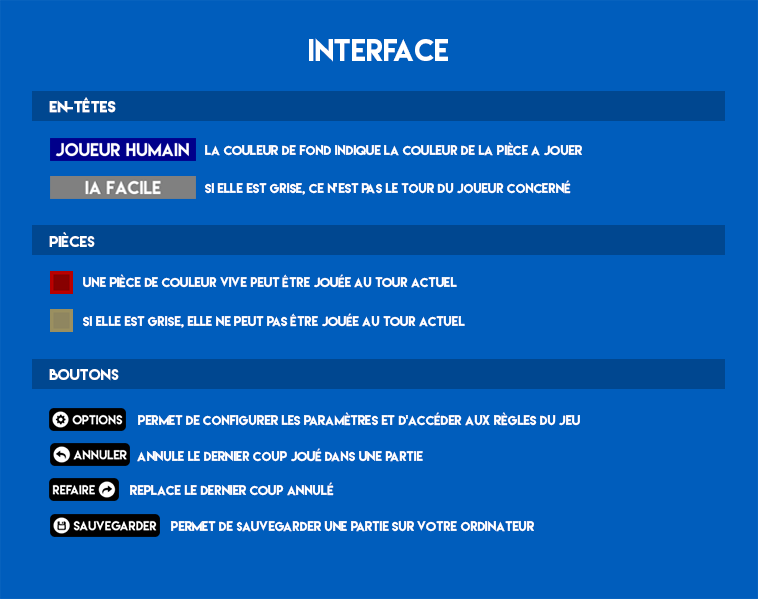 INTERFACE
EN-TÊTES
JOUEUR HUMAIN LA COULEUR DE FOND INDIQUE LA COULEUR DE LA PIÈCE A JOUER
IA FACILE SI ELLE EST GRISE, CE N'EST PAS LE TOUR DU JOUEUR CONCERNÉ
PIÈCES
UNE PIÈCE DE COULEUR VIVE PEUT ÊTRE JOUÉE AU TOUR ACTUEL
SI ELLE EST GRISE, ELLE NE PEUT PAS ÊTRE JOUÉE AU TOUR ACTUEL
BOUTONS
OPTIONS PERMET DE CONFIGURER LES PARAMÈTRES ET D'ACCÉDER AUX RÈGLES DU JEU
ANNULER ANNULE LE DERNIER COUP JOUÉ DANS UNE PARTIE
REFAIRE REPLACE LE DERNIER COUP ANNULÉ
SAUVEGARDER PERMET DE SAUVEGARDER UNE PARTIE SUR VOTRE ORDINATEUR